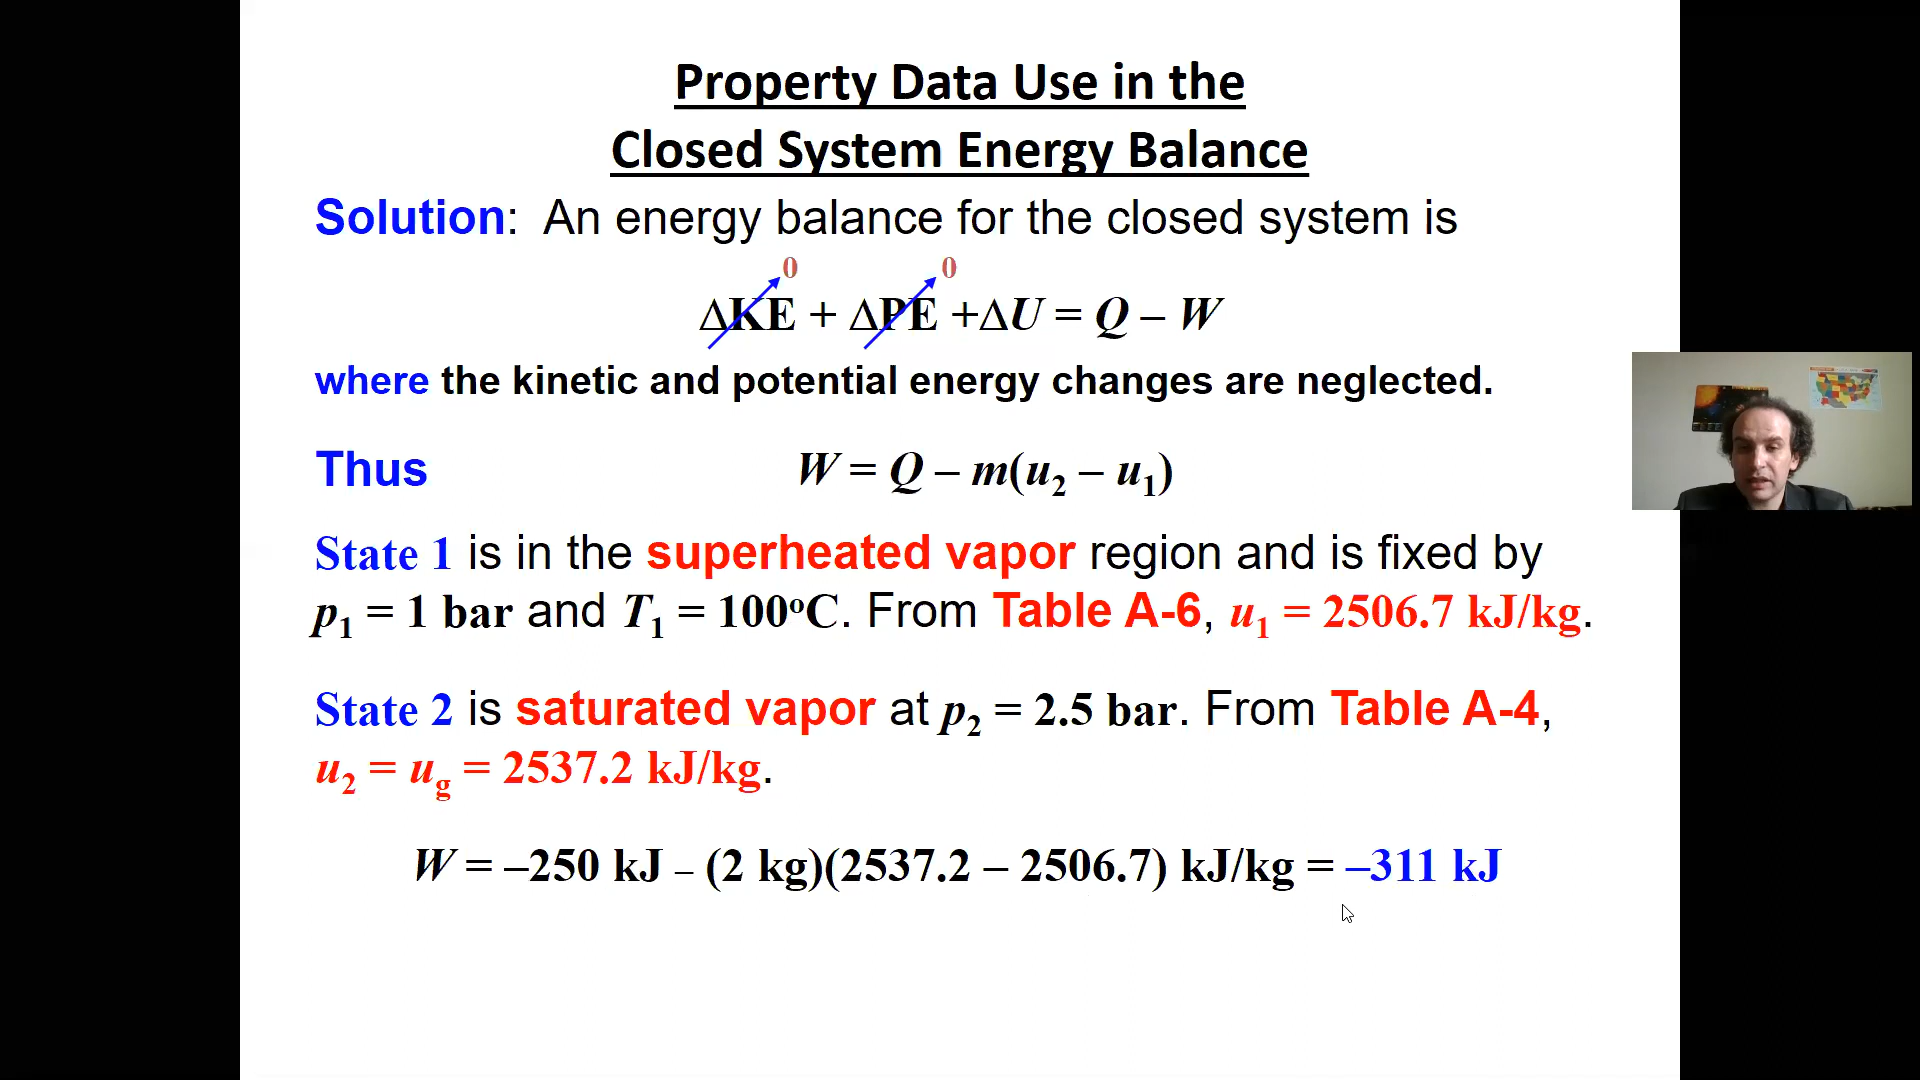 Property Data Use in the
Closed System Energy Balance
Solution: An energy balance for the closed system is
0 0
ΔKE + ΔPE +ΔU = Q – W
where the kinetic and potential energy changes are neglected.
Thus W = Q – m(u₂ – u₁)
State 1 is in the superheated vapor region and is fixed by
p₁ = 1 bar and T₁ = 100ºC. From Table A-6, u₁ = 2506.7 kJ/kg.
State 2 is saturated vapor at p₂ = 2.5 bar. From Table A-4,
u₂ = u_g = 2537.2 kJ/kg.
W = –250 kJ – (2 kg)(2537.2 – 2506.7) kJ/kg = –311 kJ